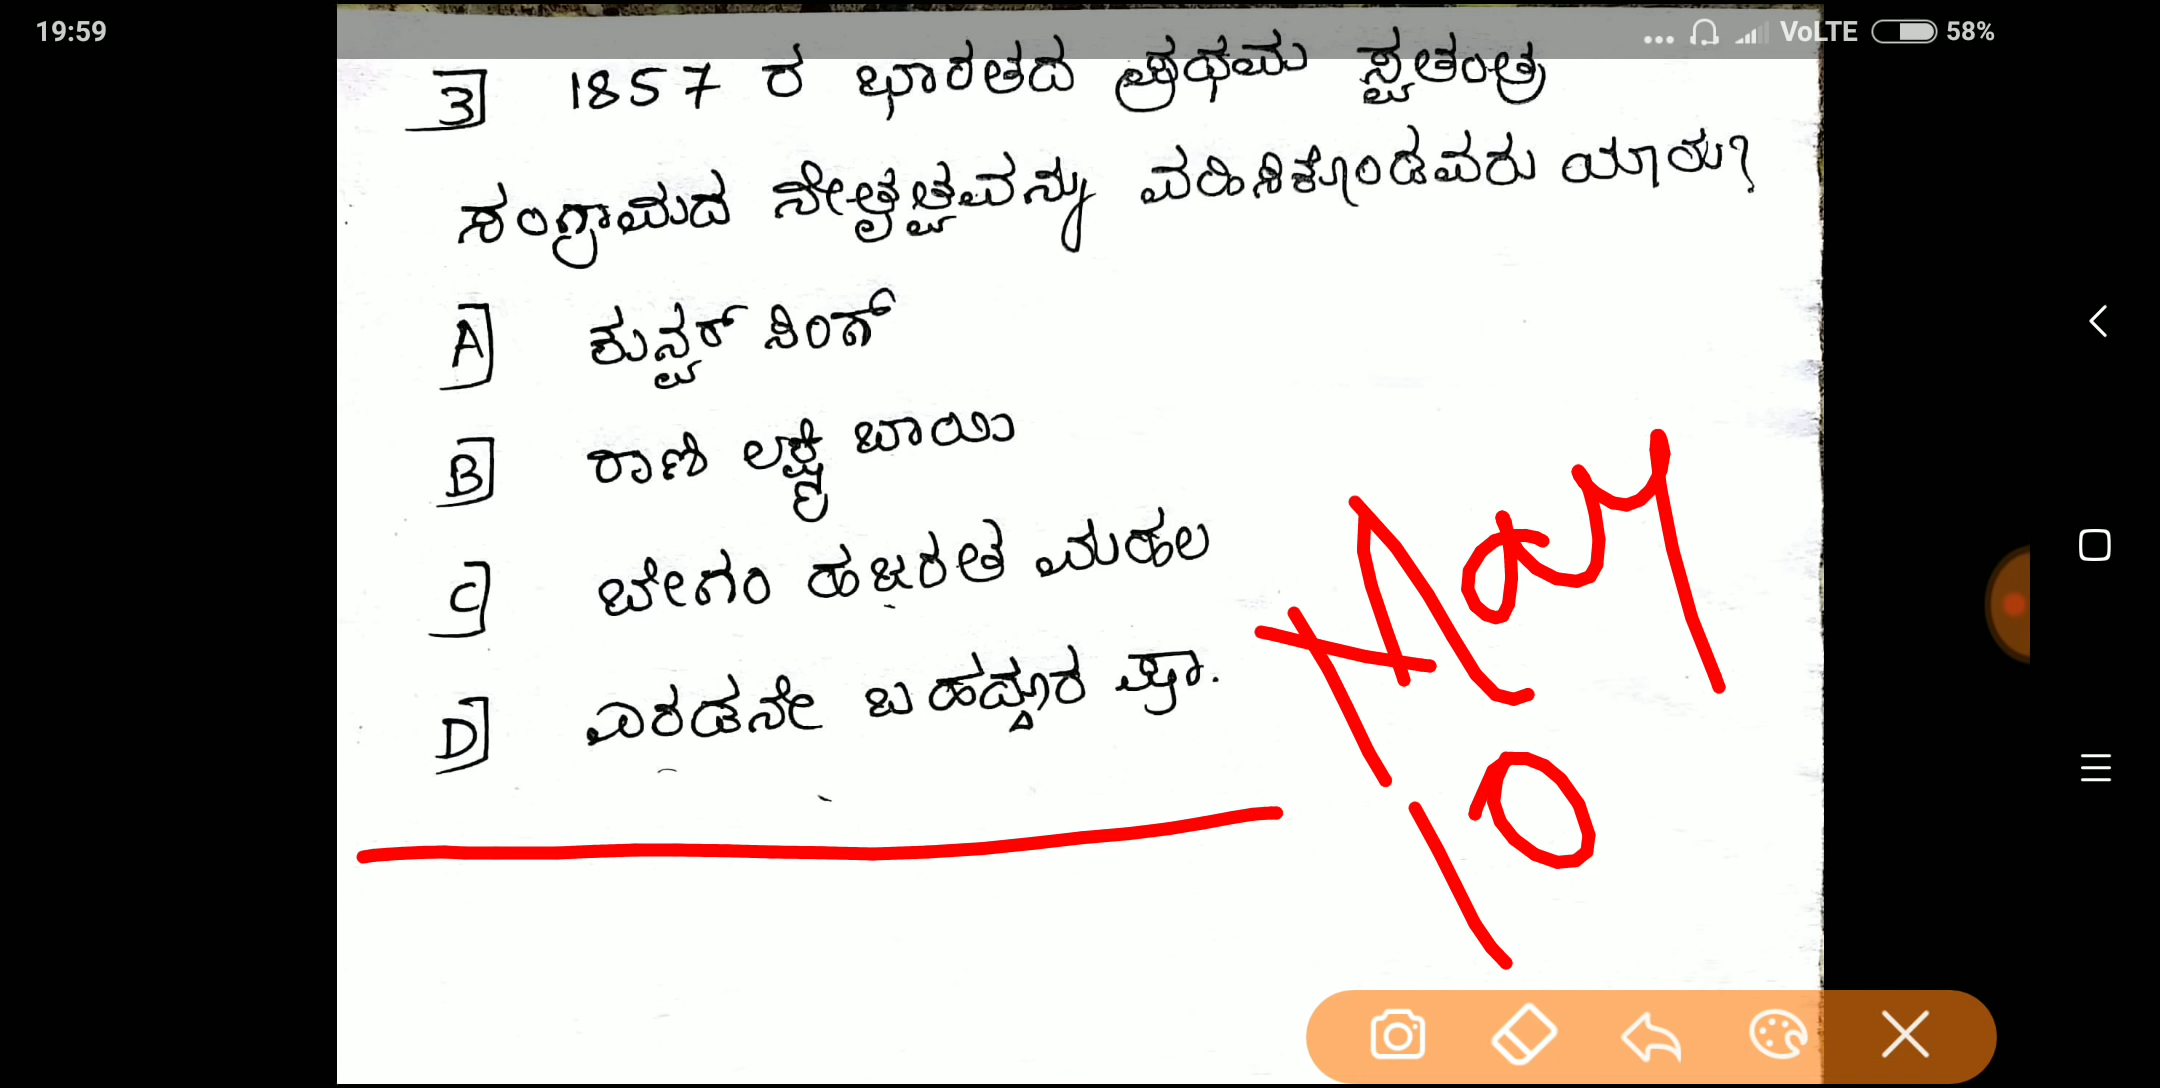 19:59
... VoLTE 58%
3] 1857 ರ ಭಾರತದ ಪ್ರಥಮ ಸ್ವತಂತ್ರ
ಸಂಗ್ರಾಮದ ನೇತೃತ್ವವನ್ನು ವಹಿಸಿಕೊಂಡವರು ಯಾರು?
A] ಕುನ್ವರ್ ಸಿಂಗ್
B] ರಾಣಿ ಲಕ್ಷ್ಮಿ ಬಾಯಿ
C] ಬೇಗಂ ಹಜರತ ಮಹಲ
D] ಎರಡನೇ ಬಹದ್ದೂರ ಷಾ.
May
10